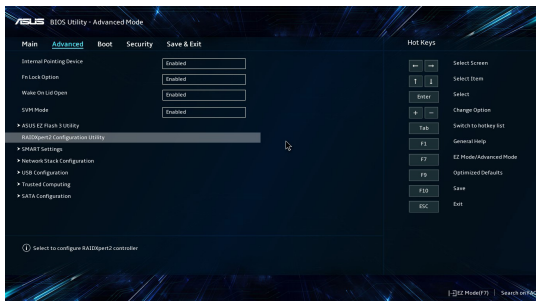 ASUS BIOS Utility - Advanced Mode
Main Advanced Boot Security Save & Exit
Hot Keys
Internal Pointing Device Enabled
Fn Lock Option Enabled
Wake On Lid Open Enabled
SVM Mode Enabled
ASUS EZ Flash 3 Utility
RAIDXpert2 Configuration Utility
SMART Settings
Network Stack Configuration
USB Configuration
Trusted Computing
SATA Configuration
← → Select Screen
↑ ↓ Select Item
Enter Select
+ − Change Option
Tab Switch to hotkey list
F1 General Help
F7 EZ Mode/Advanced Mode
F9 Optimized Defaults
F10 Save
ESC Exit
Select to configure RAIDXpert2 controller
EZ Mode(F7) | Search on FAQ